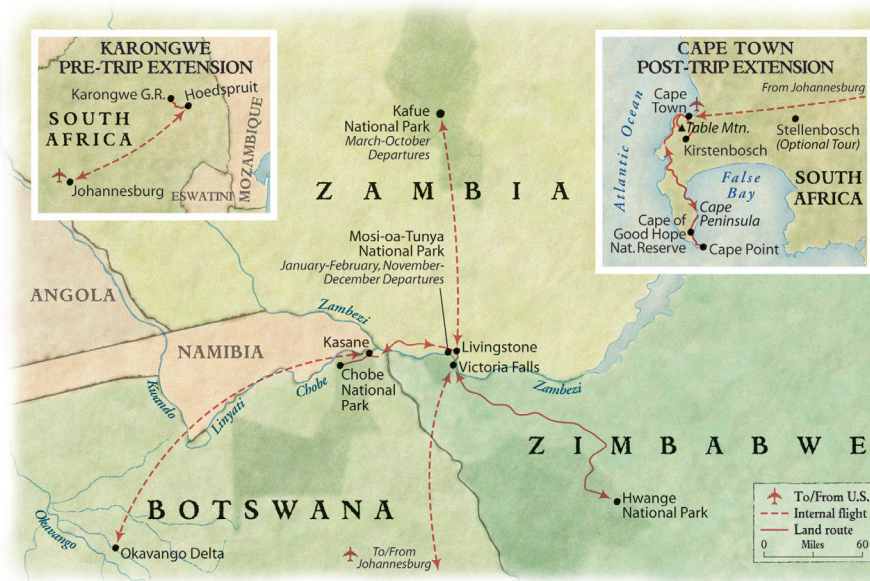 KARONGWE
PRE-TRIP EXTENSION
Karongwe G.R.
Hoedspruit
SOUTH
AFRICA
MOZAMBIQUE
Johannesburg
ESWATINI
CAPE TOWN
POST-TRIP EXTENSION
From Johannesburg
Cape
Town
Atlantic Ocean
Table Mtn.
Stellenbosch
(Optional Tour)
Kirstenbosch
False
Bay
SOUTH
AFRICA
Cape
Peninsula
Cape of
Good Hope
Nat. Reserve
Cape Point
Kafue
National Park
March-October
Departures
ZAMBIA
Mosi-oa-Tunya
National Park
January-February, November-
December Departures
ANGOLA
Zambezi
NAMIBIA
Kasane
Livingstone
Victoria Falls
Chobe
National
Park
Chobe
Zambezi
Kwando
Linyati
ZIMBABWE
Hwange
National Park
BOTSWANA
Okavango
Okavango Delta
To/From
Johannesburg
To/From U.S.
Internal flight
Land route
0 Miles 60